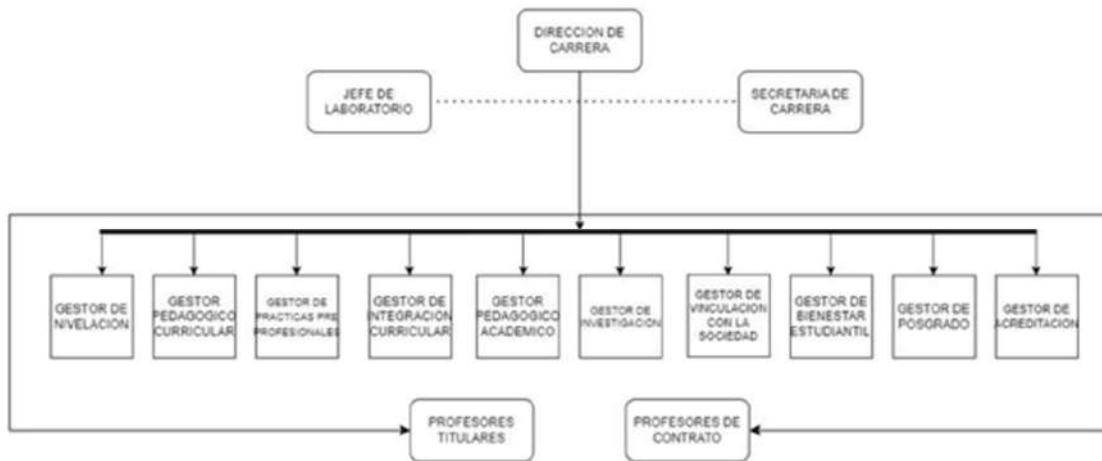 DIRECCION DE
CARRERA
JEFE DE
LABORATORIO
SECRETARIA DE
CARRERA
GESTOR DE
NIVELACION
GESTOR
PEDAGOGICO
CURRICULAR
GESTOR DE
PRACTICAS PRE
PROFESIONALES
GESTOR DE
INTEGRACION
CURRICULAR
GESTOR
PEDAGOGICO
ACADEMICO
GESTOR DE
INVESTIGACION
GESTOR DE
VINCULACION
CON LA
SOCIEDAD
GESTOR DE
BIENESTAR
ESTUDIANTIL
GESTOR DE
POSGRADO
GESTOR DE
ACREDITACION
PROFESORES
TITULARES
PROFESORES DE
CONTRATO